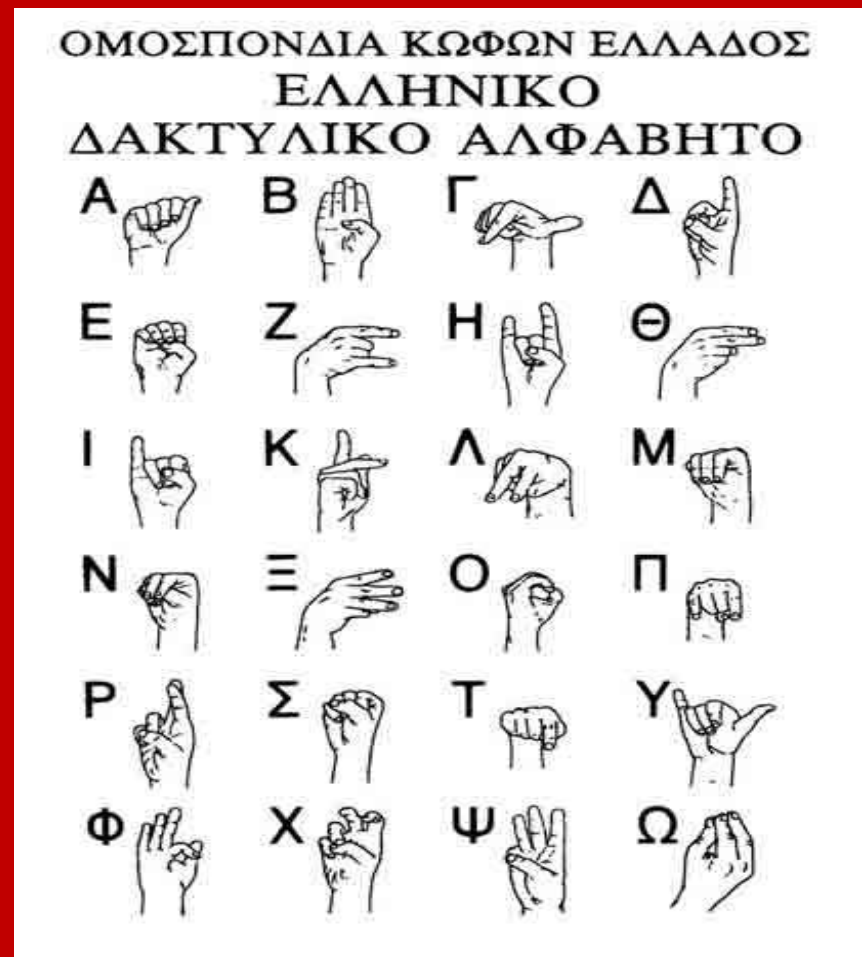 ΟΜΟΣΠΟΝΔΙΑ ΚΩΦΩΝ ΕΛΛΑΔΟΣ
ΕΛΛΗΝΙΚΟ
ΔΑΚΤΥΛΙΚΟ ΑΛΦΑΒΗΤΟ
Α Β Γ Δ
Ε Ζ Η Θ
Ι Κ Λ Μ
Ν Ξ Ο Π
Ρ Σ Τ Υ
Φ Χ Ψ Ω